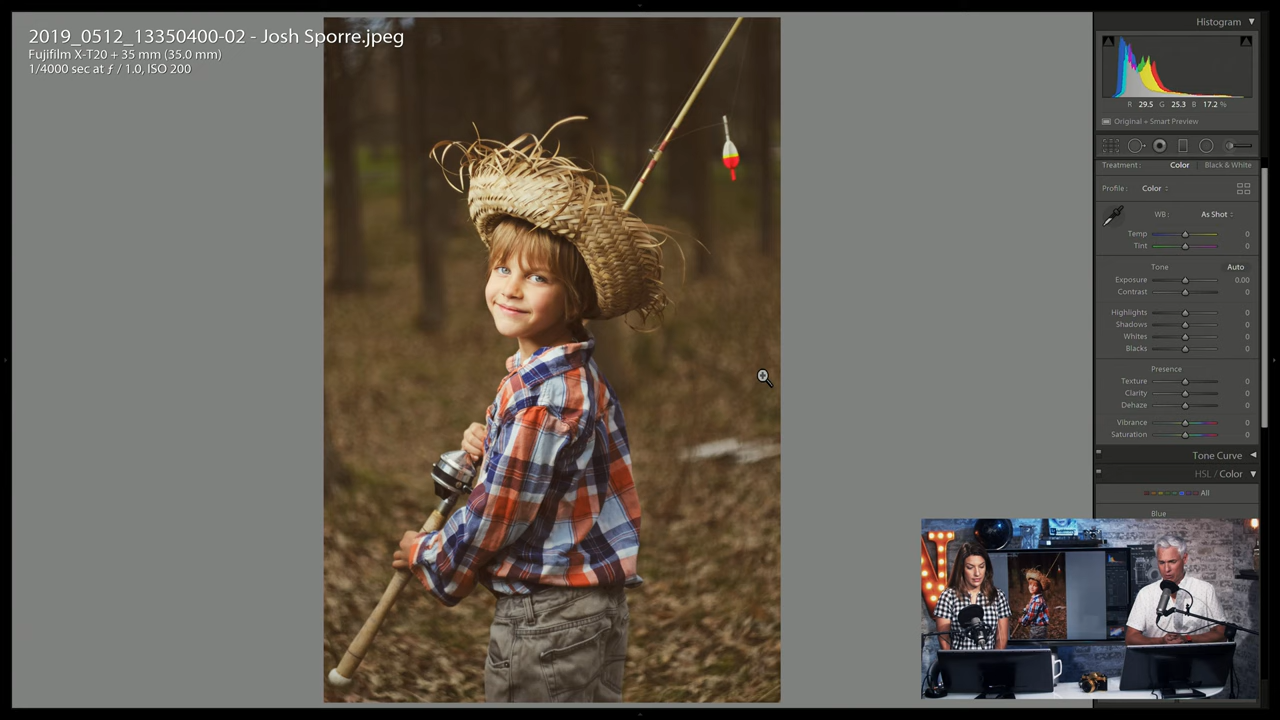 2019_0512_13350400-02 - Josh Sporre.jpeg
Fujifilm X-T20 + 35 mm (35.0 mm)
1/4000 sec at ƒ / 1.0, ISO 200
Histogram
R 29.5 G 25.3 B 17.2 %
Original + Smart Preview
Treatment : Color Black & White
Profile : Color
WB : As Shot
Temp 0
Tint 0
Tone Auto
Exposure 0.00
Contrast 0
Highlights 0
Shadows 0
Whites 0
Blacks 0
Presence
Texture 0
Clarity 0
Dehaze 0
Vibrance 0
Saturation 0
Tone Curve
HSL / Color
All
Blue